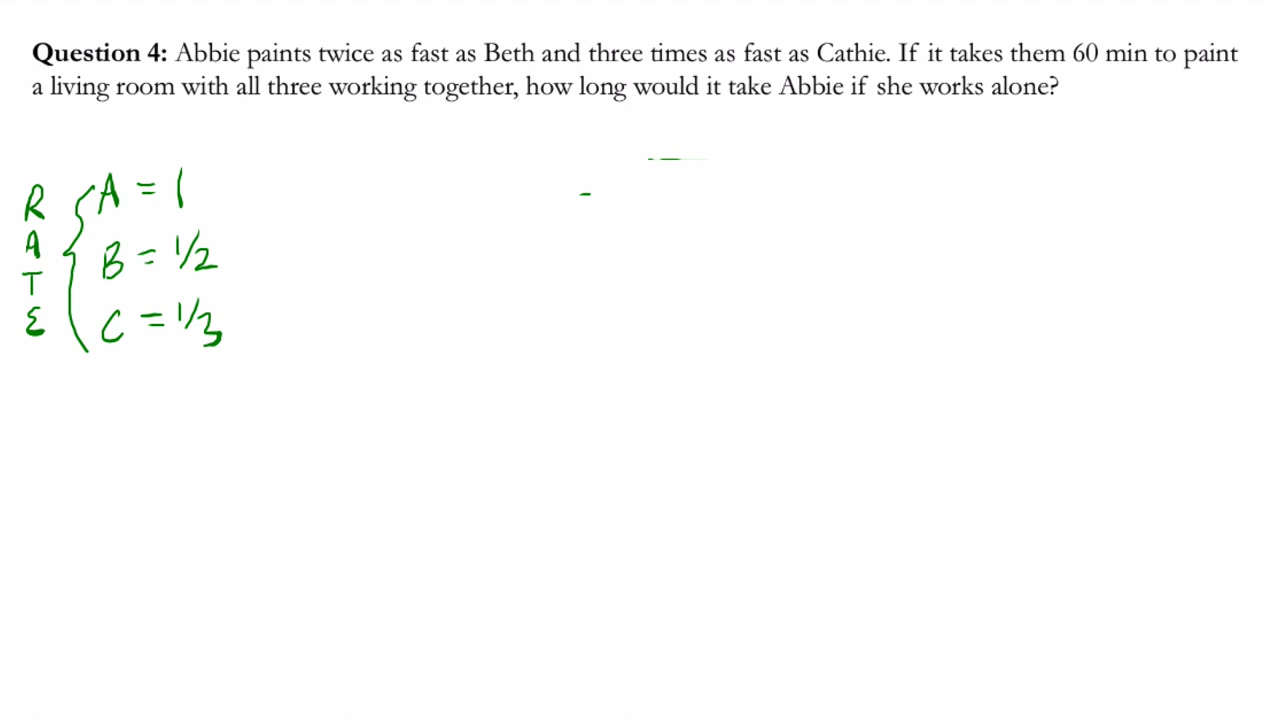 Question 4: Abbie paints twice as fast as Beth and three times as fast as Cathie. If it takes them 60 min to paint
a living room with all three working together, how long would it take Abbie if she works alone?
RATE
A = 1
B = 1/2
C = 1/3